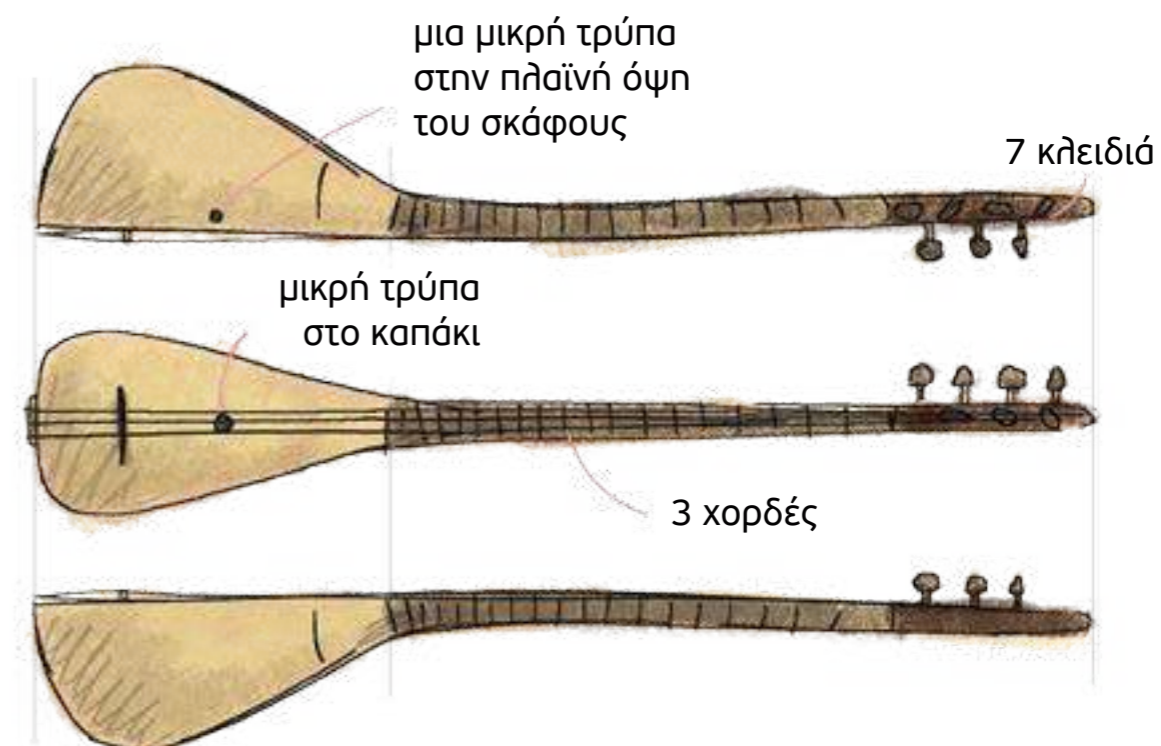 μια μικρή τρύπα
στην πλαϊνή όψη
του σκάφους
7 κλειδιά
μικρή τρύπα
στο καπάκι
3 χορδές